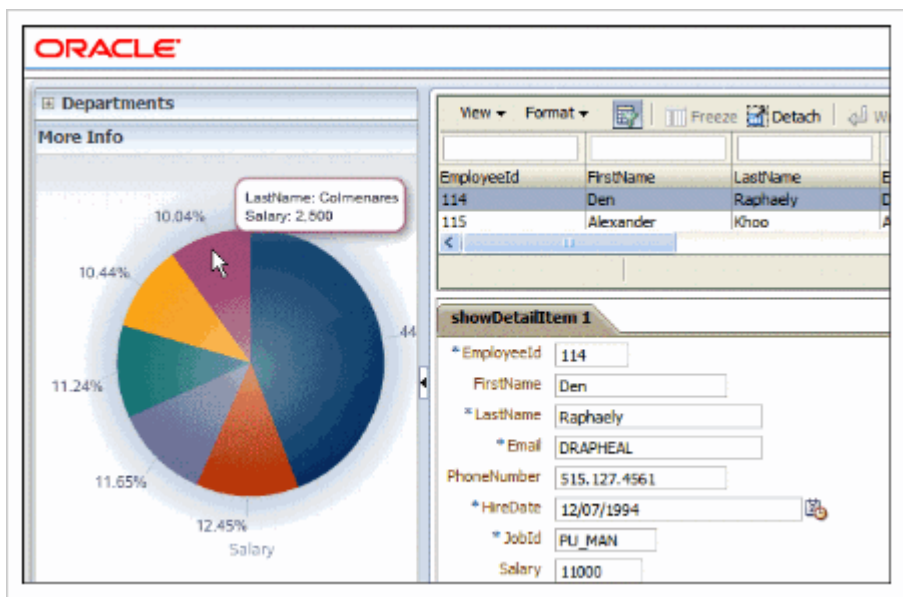 ORACLE
Departments
More Info
LastName: Colmenares
Salary: 2,500
10.04%
10.44%
11.24%
11.65%
12.45%
44
Salary
View Format Freeze Detach
EmployeeId FirstName LastName
114 Den Raphaely
115 Alexander Khoo
showDetailItem 1
* EmployeeId 114
FirstName Den
* LastName Raphaely
* Email DRAPHEAL
PhoneNumber 515.127.4561
* HireDate 12/07/1994
* JobId PU_MAN
Salary 11000